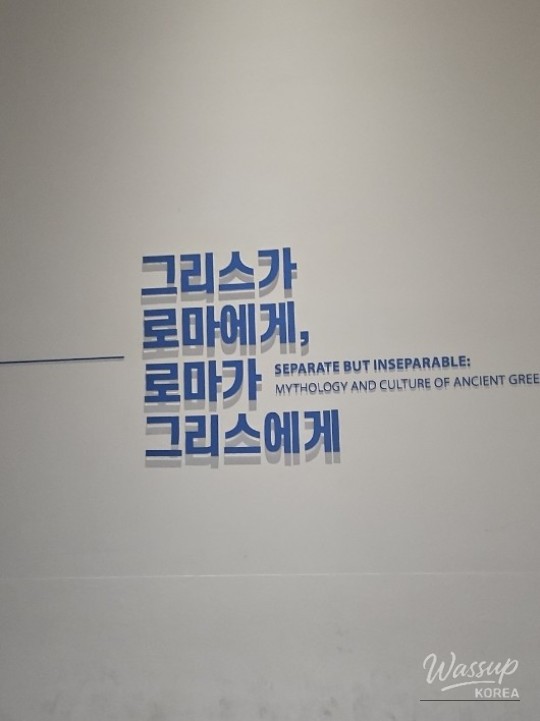 그리스가
로마에게,
로마가
그리스에게
SEPARATE BUT INSEPARABLE:
MYTHOLOGY AND CULTURE OF ANCIENT GREE
Wassup
KOREA